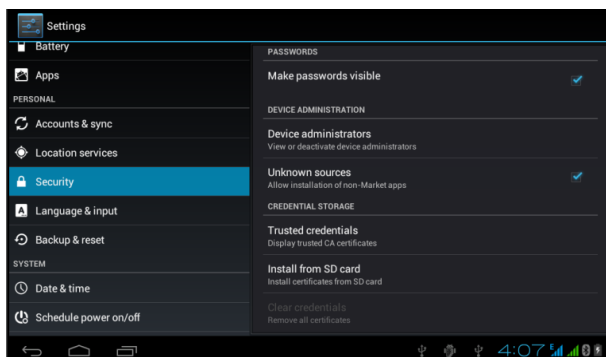 Settings
Battery
Apps
PERSONAL
Accounts & sync
Location services
Security
Language & input
Backup & reset
SYSTEM
Date & time
Schedule power on/off
PASSWORDS
Make passwords visible
DEVICE ADMINISTRATION
Device administrators
View or deactivate device administrators
Unknown sources
Allow installation of non-Market apps
CREDENTIAL STORAGE
Trusted credentials
Display trusted CA certificates
Install from SD card
Install certificates from SD card
Clear credentials
Remove all certificates
4:07